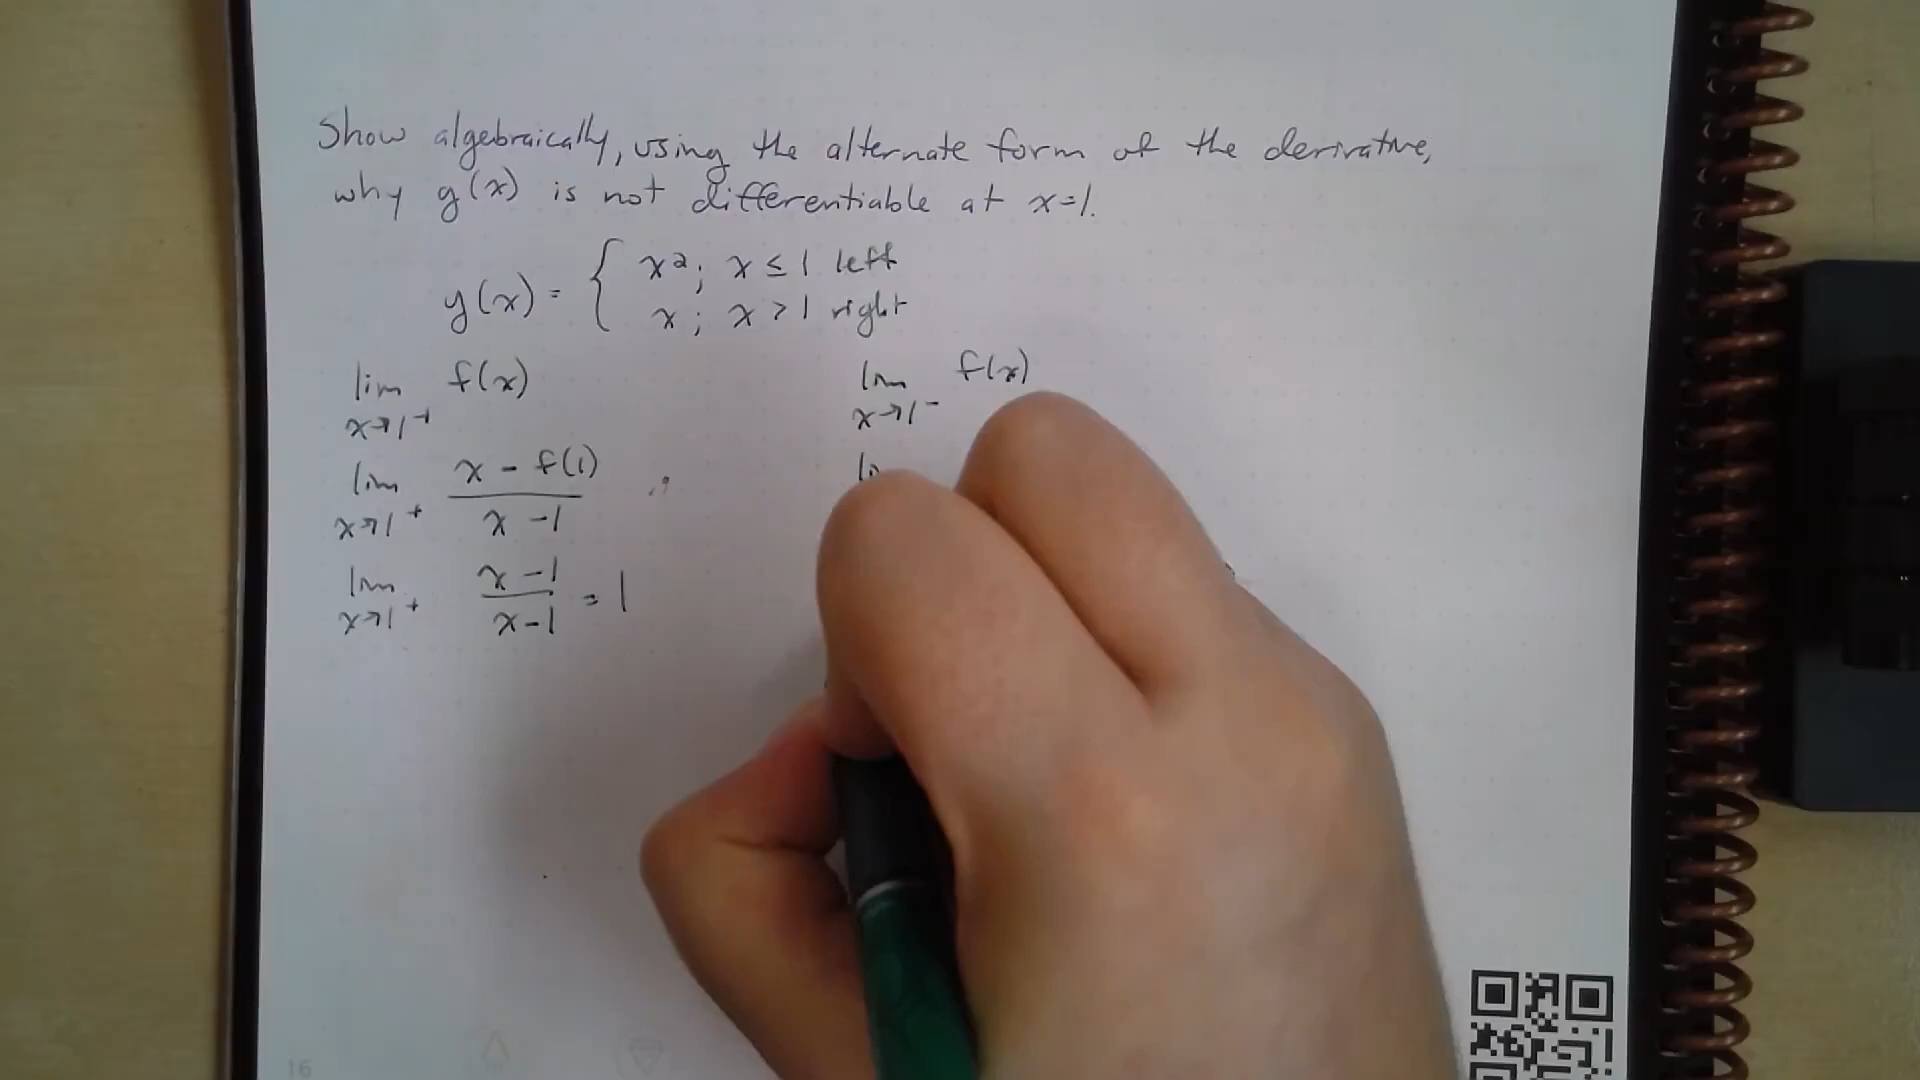 Show algebraically, using the alternate form of the derivative,
why g(x) is not differentiable at x=1.
g(x) = { x²; x ≤ 1 left
x; x > 1 right
lim f(x)
x→1⁺
lim x - f(1)
x→1⁺ x - 1
lim x - 1
x→1⁺ x - 1 = 1
lim f(x)
x→1⁻
16